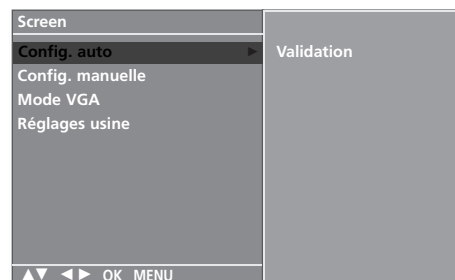 Screen
Config. auto ► Validation
Config. manuelle
Mode VGA
Réglages usine
▲▼ ◄► OK MENU